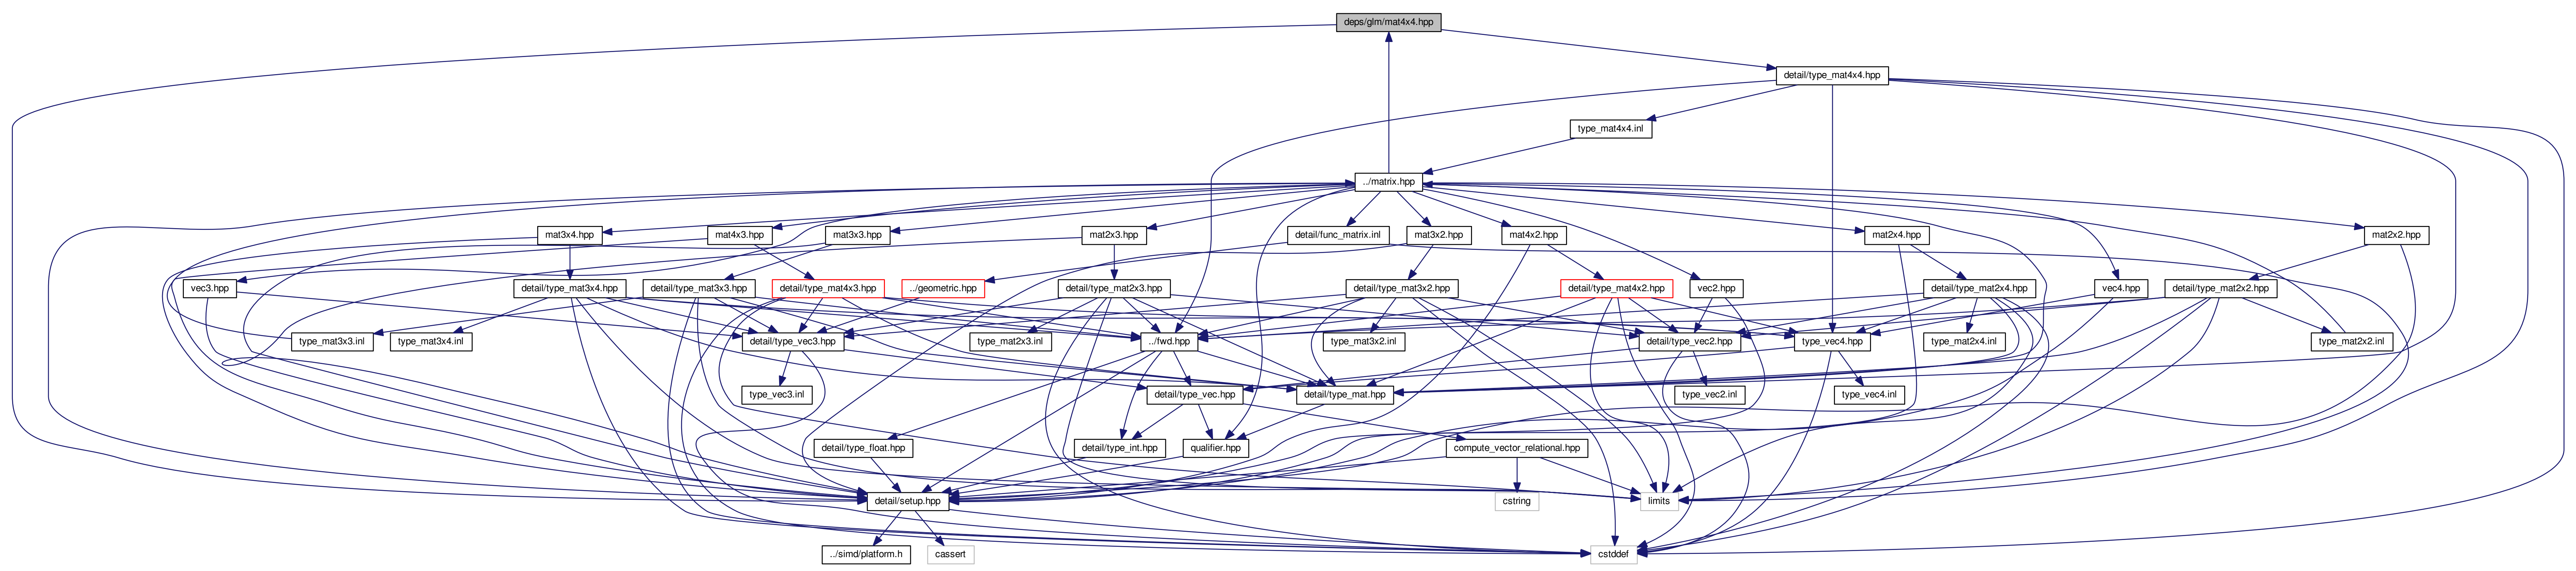 deps/glm/mat4x4.hpp
detail/type_mat4x4.hpp
type_mat4x4.inl
../matrix.hpp
mat3x4.hpp
mat4x3.hpp
mat3x3.hpp
mat2x3.hpp
detail/func_matrix.inl
mat3x2.hpp
mat4x2.hpp
mat2x4.hpp
mat2x2.hpp
vec3.hpp
detail/type_mat3x4.hpp
detail/type_mat3x3.hpp
detail/type_mat4x3.hpp
../geometric.hpp
detail/type_mat2x3.hpp
detail/type_mat3x2.hpp
detail/type_mat4x2.hpp
vec2.hpp
detail/type_mat2x4.hpp
vec4.hpp
detail/type_mat2x2.hpp
type_mat3x3.inl
type_mat3x4.inl
detail/type_vec3.hpp
type_mat2x3.inl
../fwd.hpp
type_mat3x2.inl
detail/type_vec2.hpp
type_vec4.hpp
type_mat2x4.inl
type_mat2x2.inl
type_vec3.inl
detail/type_vec.hpp
detail/type_mat.hpp
type_vec2.inl
type_vec4.inl
detail/type_float.hpp
detail/type_int.hpp
qualifier.hpp
compute_vector_relational.hpp
detail/setup.hpp
cstring
limits
../simd/platform.h
cassert
cstddef